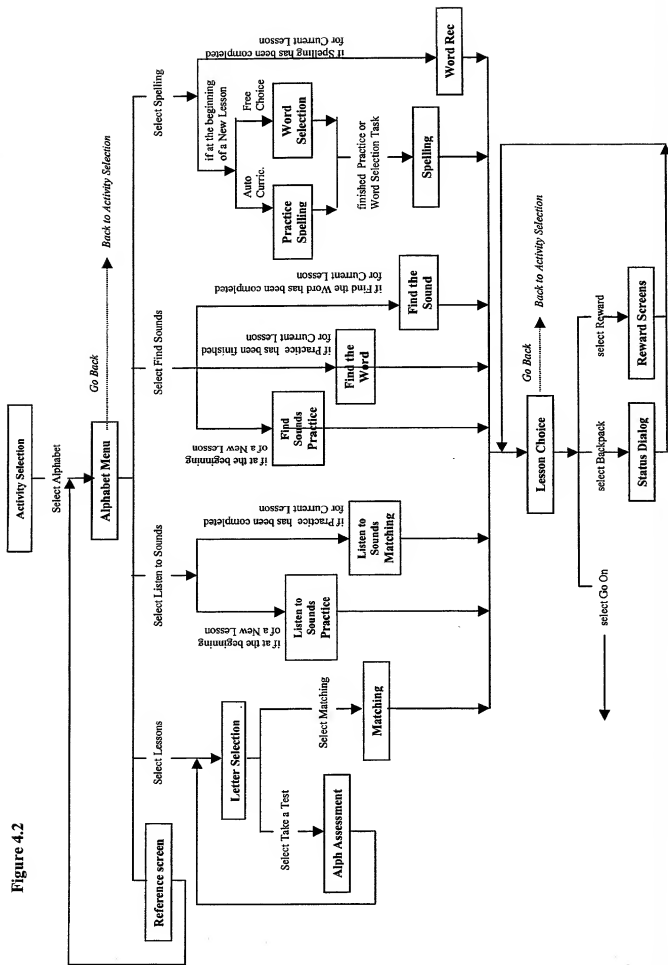 Figure 4.2
Activity Selection
Select Alphabet
Alphabet Menu
Go Back
Back to Activity Selection
Reference screen
Select Lessons
Select Listen to Sounds
Select Find Sounds
Select Spelling
Letter Selection
Select Take a Test
Select Matching
Alph Assessment
Matching
if at the beginning
of a New Lesson
if Practice has been completed
for Current Lesson
Listen to
Sounds
Practice
Listen to
Sounds
Matching
if at the beginning
of a New Lesson
if Practice has been finished
for Current Lesson
if Find the Word has been completed
for Current Lesson
Find
Sounds
Practice
Find the
Word
Find the
Sound
if at the beginning
of a New Lesson
if Spelling has been completed
for Current Lesson
Auto
Curric.
Free
Choice
Practice
Spelling
Word
Selection
finished Practice or
Word Selection Task
Spelling
Word Rec
Lesson Choice
Go Back
Back to Activity Selection
select Go On
select Backpack
select Reward
Status Dialog
Reward Screens